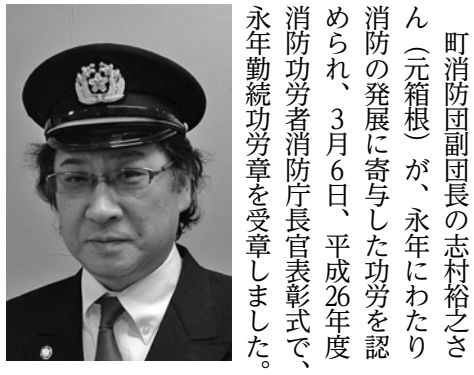 町消防団副団長の志村裕之さ
ん（元箱根）が、永年にわたり
消防の発展に寄与した功労を認
められ、３月６日、平成26年度
消防功労者消防庁長官表彰式で、
永年勤続功労章を受章しました。